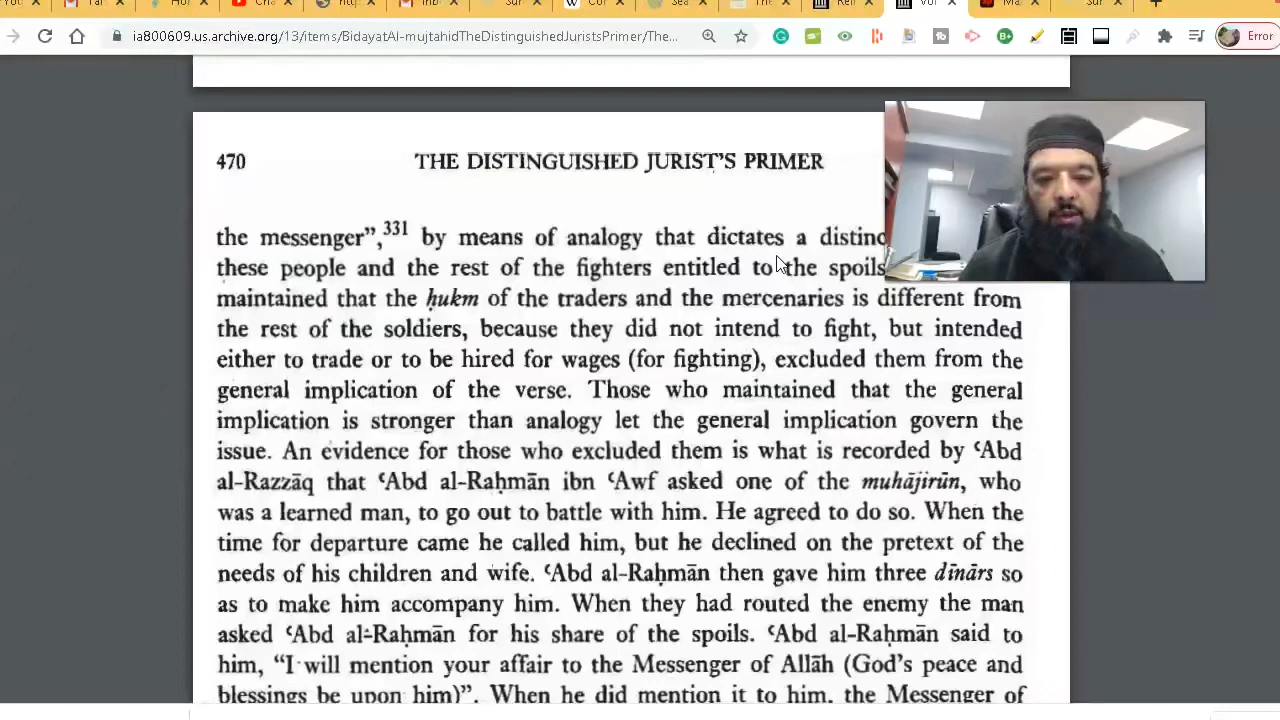 ia800609.us.archive.org/13/items/BidayatAl-mujtahidTheDistinguishedJuristsPrimer/The...
Error
470 THE DISTINGUISHED JURIST'S PRIMER
the messenger”,331 by means of analogy that dictates a distinc
these people and the rest of the fighters entitled to the spoils
maintained that the ḥukm of the traders and the mercenaries is different from
the rest of the soldiers, because they did not intend to fight, but intended
either to trade or to be hired for wages (for fighting), excluded them from the
general implication of the verse. Those who maintained that the general
implication is stronger than analogy let the general implication govern the
issue. An evidence for those who excluded them is what is recorded by ʿAbd
al-Razzāq that ʿAbd al-Raḥmān ibn ʿAwf asked one of the muhājirūn, who
was a learned man, to go out to battle with him. He agreed to do so. When the
time for departure came he called him, but he declined on the pretext of the
needs of his children and wife. ʿAbd al-Raḥmān then gave him three dīnārs so
as to make him accompany him. When they had routed the enemy the man
asked ʿAbd al-Raḥmān for his share of the spoils. ʿAbd al-Raḥmān said to
him, “I will mention your affair to the Messenger of Allāh (God's peace and
blessings be upon him)”. When he did mention it to him, the Messenger of